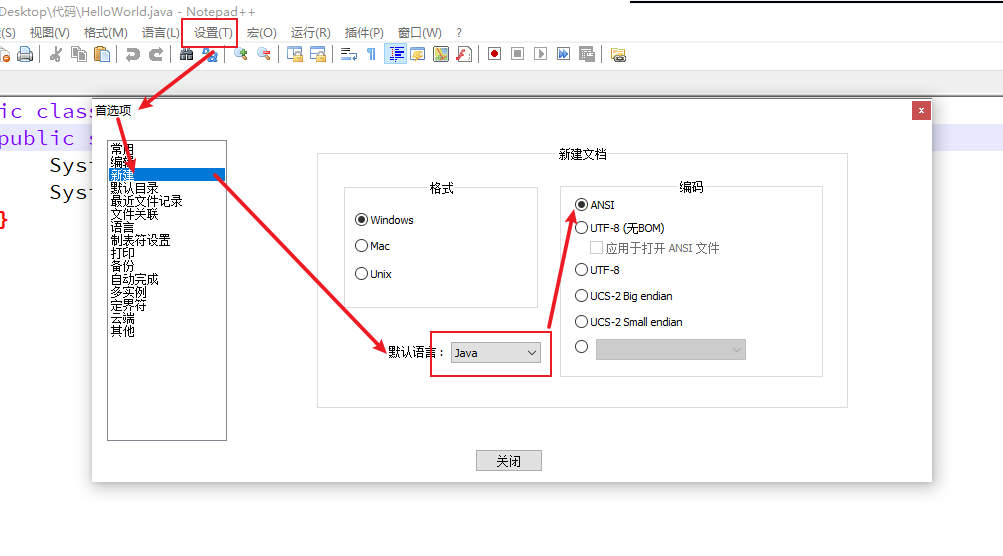 Desktop\代码\HelloWorld.java - Notepad++
(S) 视图(V) 格式(M) 语言(L) 设置(T) 宏(O) 运行(R) 插件(P) 窗口(W) ?
ic clas
首选项
public s
Syst
Syst
}
常用
编辑
新建
默认目录
最近文件记录
文件关联
语言
制表符设置
打印
备份
自动完成
多实例
定界符
云端
其他
新建文档
格式
Windows
Mac
Unix
默认语言：
Java
编码
ANSI
UTF-8 (无BOM)
应用于打开 ANSI 文件
UTF-8
UCS-2 Big endian
UCS-2 Small endian
关闭